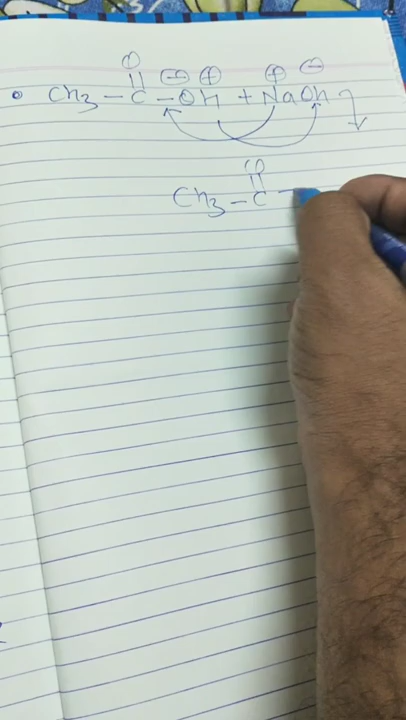 O
• CH3 – C – OH + NaOH
O
CH3 – C –